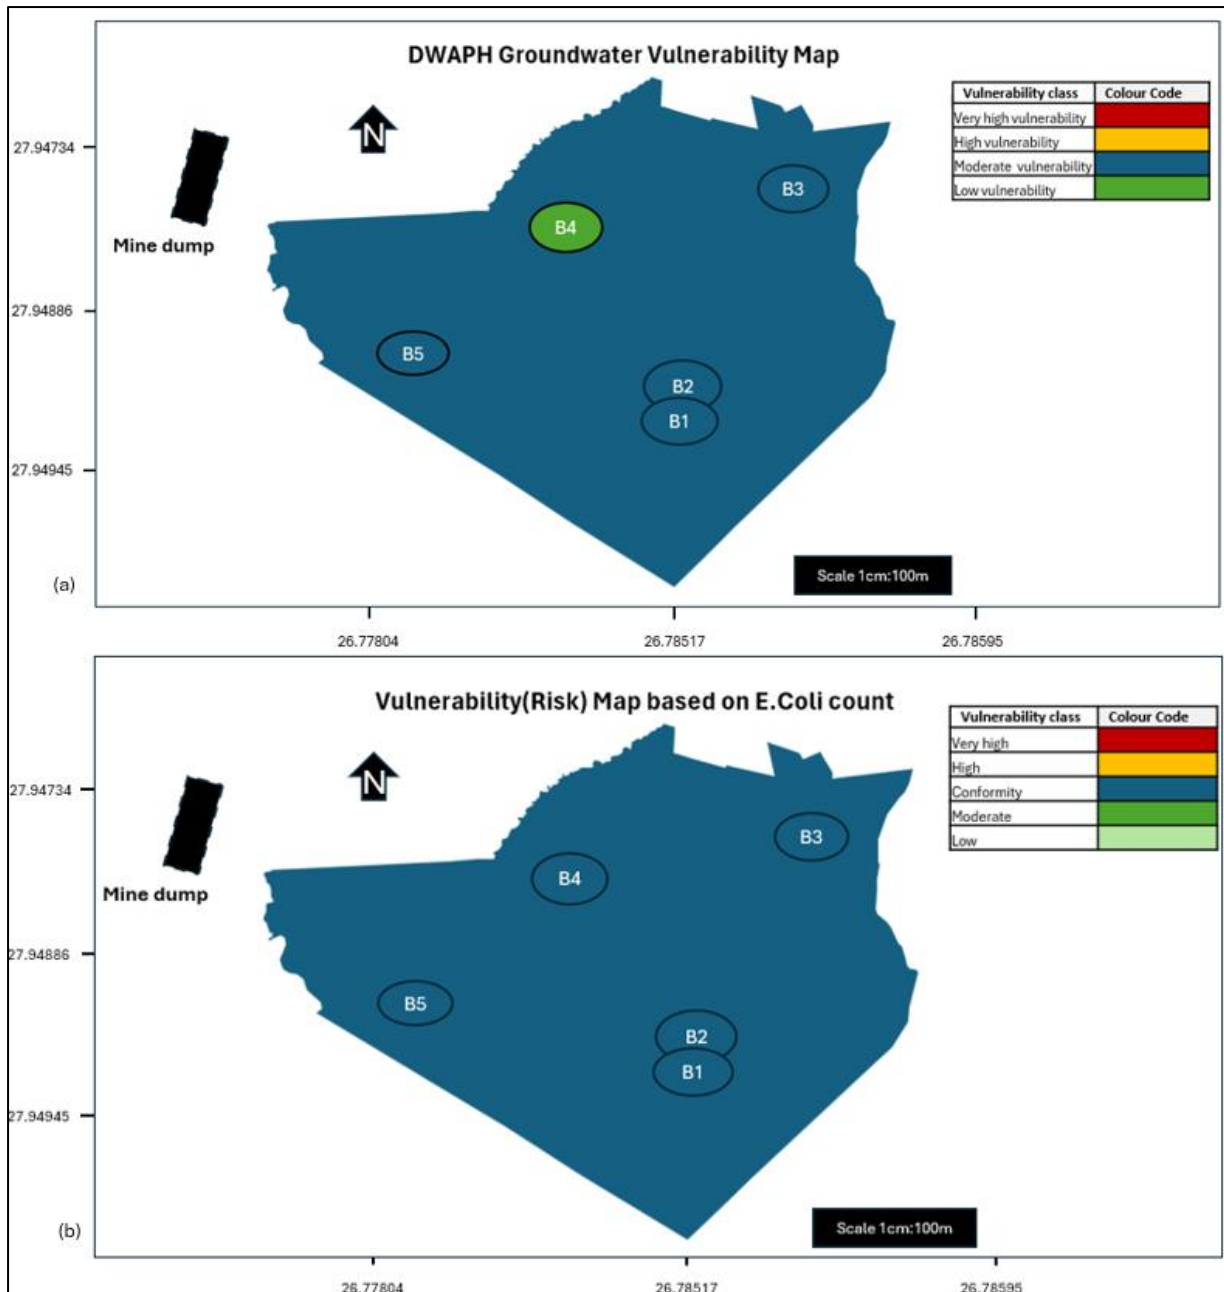 DWAPH Groundwater Vulnerability Map
Vulnerability class Colour Code
Very high vulnerability
High vulnerability
Moderate vulnerability
Low vulnerability
N
27.94734
B3
B4
Mine dump
27.94886
B5
B2
B1
27.94945
Scale 1cm:100m
(a)
26.77804 26.78517 26.78595
Vulnerability(Risk) Map based on E.Coli count
Vulnerability class Colour Code
Very high
High
Conformity
Moderate
Low
N
27.94734
B3
B4
Mine dump
27.94886
B5
B2
B1
27.94945
Scale 1cm:100m
(b)
26.77804 26.78517 26.78595